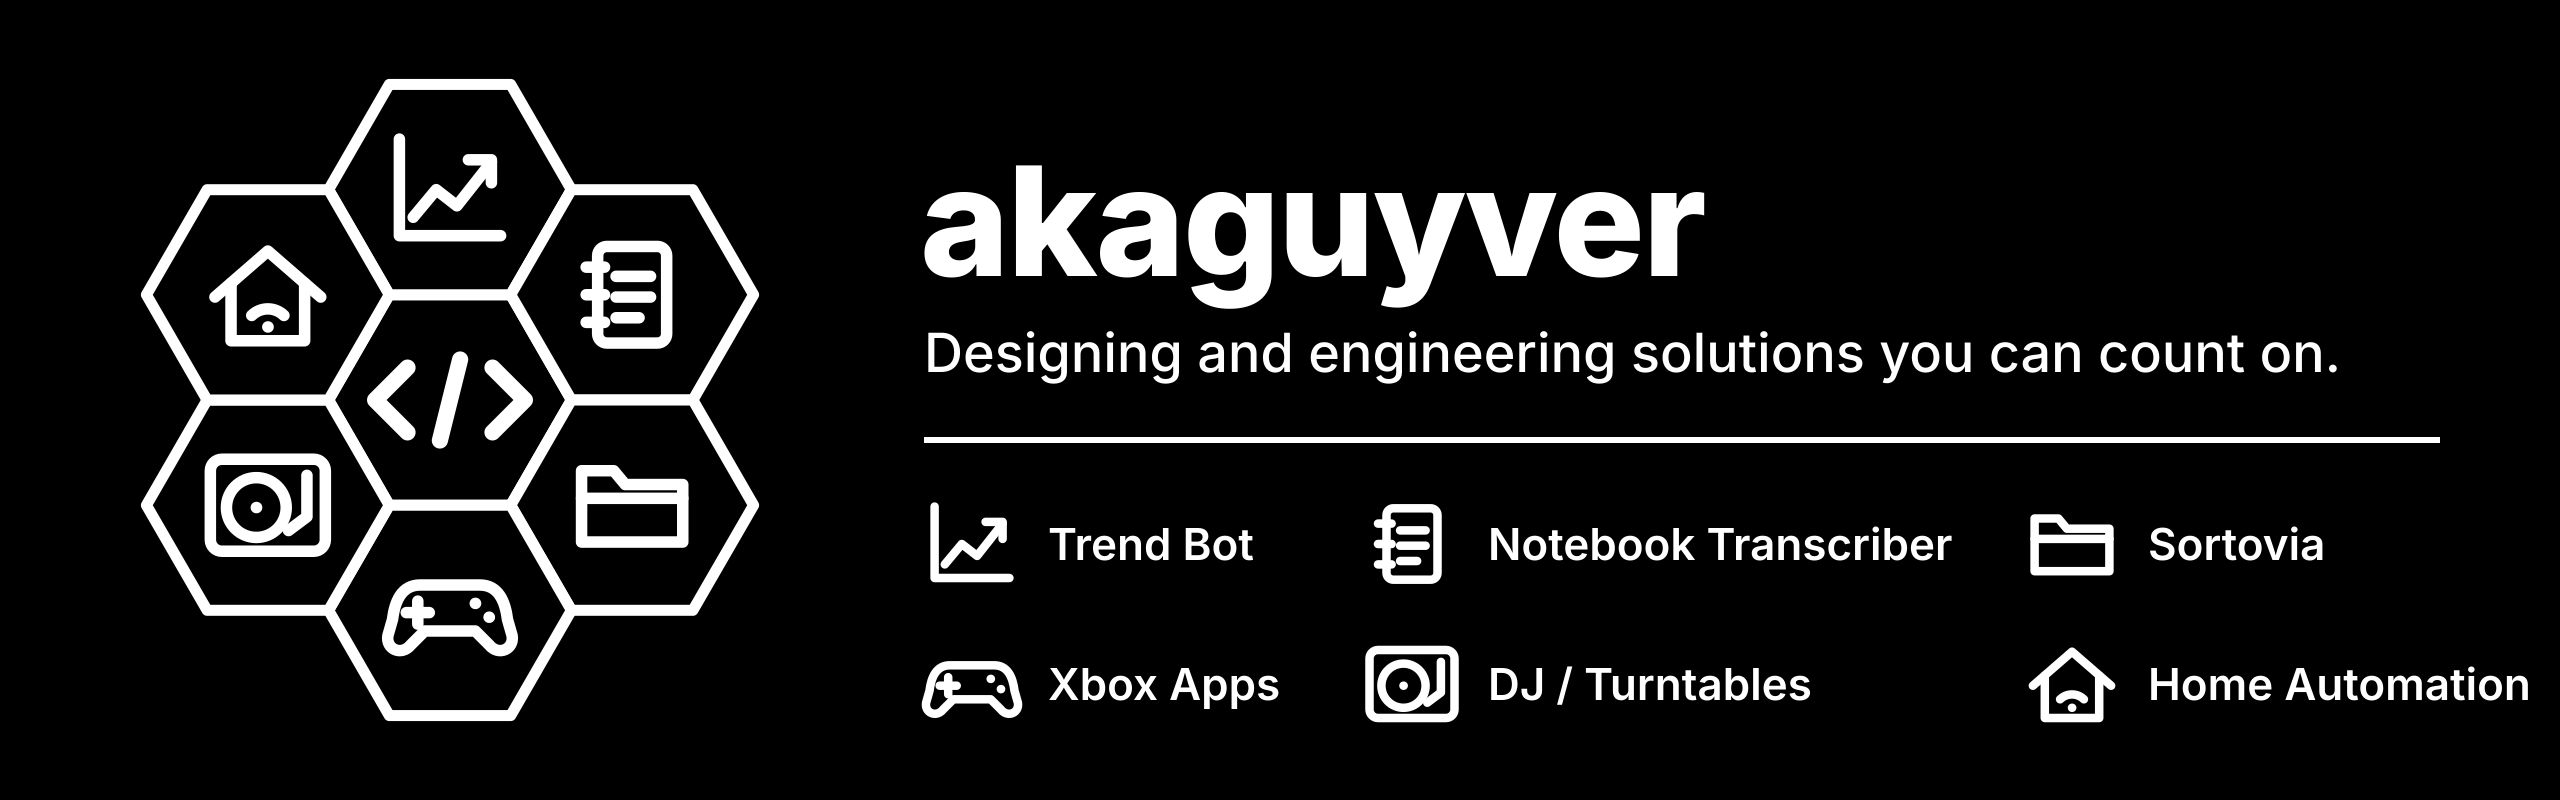 akaguyver
Designing and engineering solutions you can count on.
Trend Bot
Notebook Transcriber
Sortovia
Xbox Apps
DJ / Turntables
Home Automation